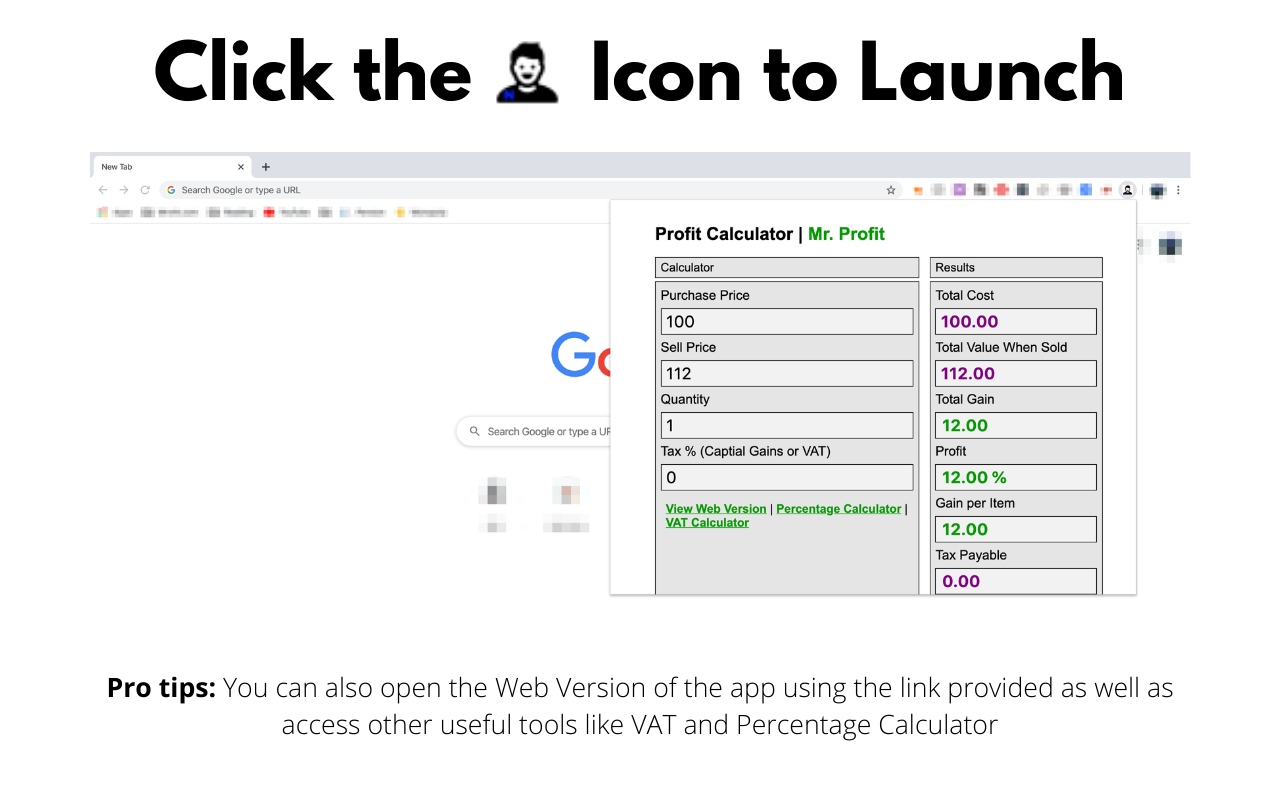 Click the Icon to Launch
New Tab
Search Google or type a URL
Profit Calculator | Mr. Profit
Calculator
Purchase Price
100
Sell Price
112
Quantity
1
Tax % (Captial Gains or VAT)
0
View Web Version | Percentage Calculator |
VAT Calculator
Results
Total Cost
100.00
Total Value When Sold
112.00
Total Gain
12.00
Profit
12.00 %
Gain per Item
12.00
Tax Payable
0.00
Go
Search Google or type a
Pro tips: You can also open the Web Version of the app using the link provided as well as
access other useful tools like VAT and Percentage Calculator